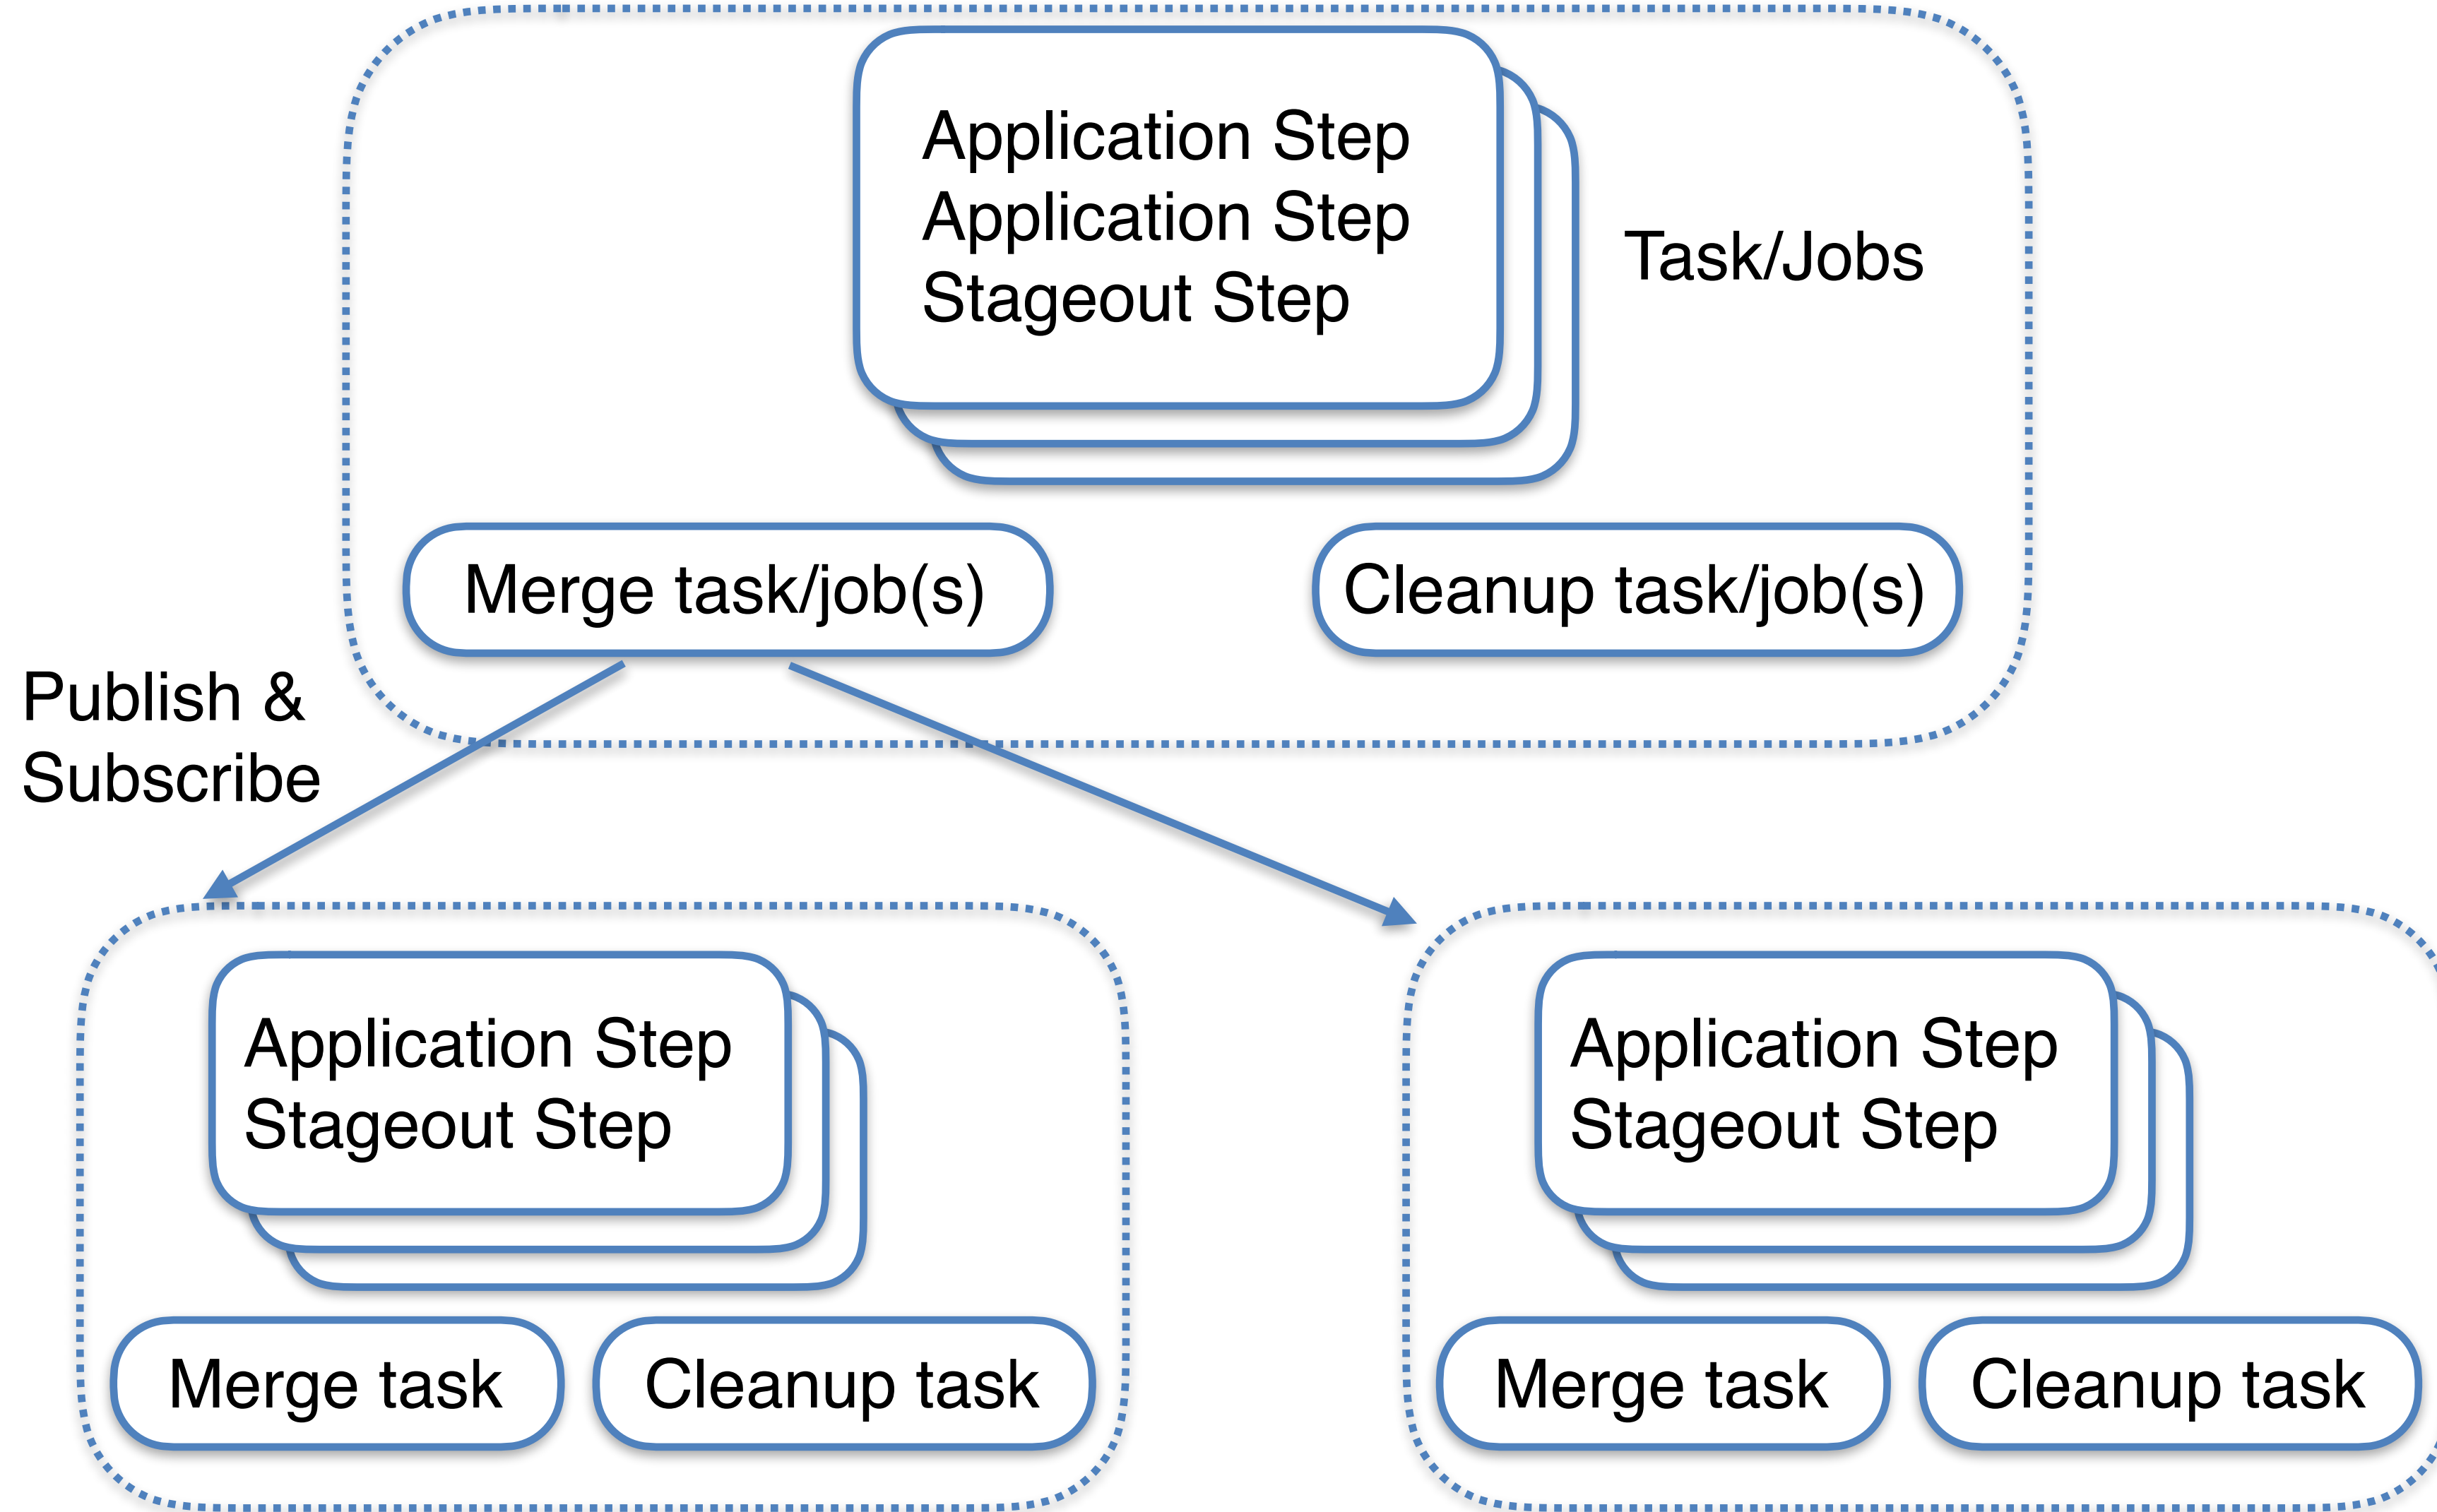 Application Step
Application Step
Stageout Step
Task/Jobs
Merge task/job(s)
Cleanup task/job(s)
Publish &
Subscribe
Application Step
Stageout Step
Merge task
Cleanup task
Application Step
Stageout Step
Merge task
Cleanup task